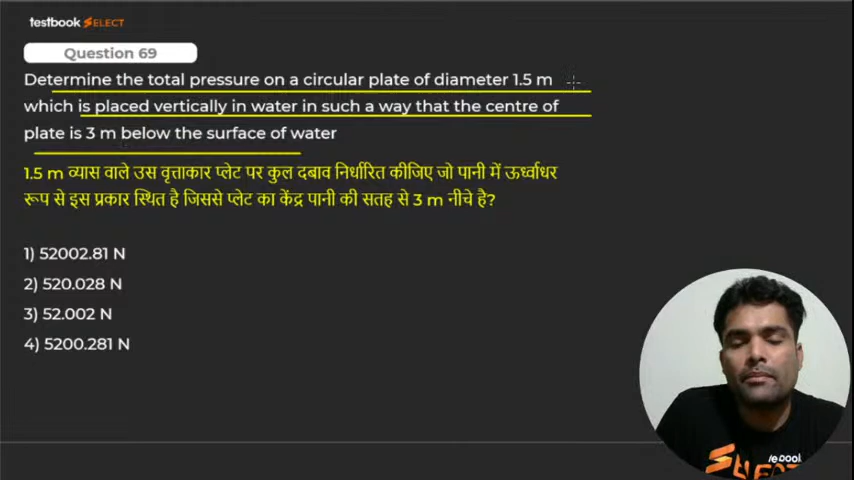 testbook SELECT
Question 69
Determine the total pressure on a circular plate of diameter 1.5 m
which is placed vertically in water in such a way that the centre of
plate is 3 m below the surface of water
1.5 m व्यास वाले उस वृत्ताकार प्लेट पर कुल दबाव निर्धारित कीजिए जो पानी में ऊर्ध्वाधर
रूप से इस प्रकार स्थित है जिससे प्लेट का केंद्र पानी की सतह से 3 m नीचे है?
1) 52002.81 N
2) 520.028 N
3) 52.002 N
4) 5200.281 N